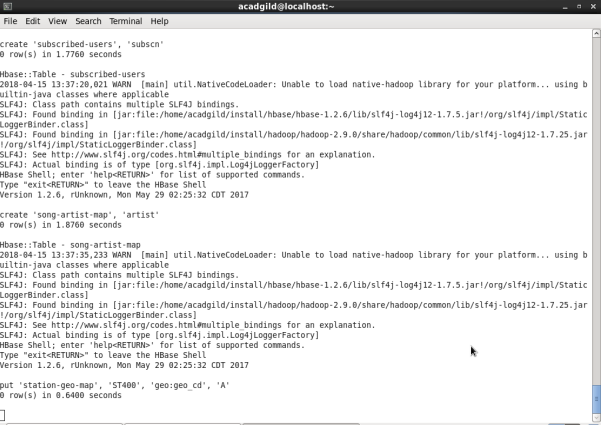 acadgild@localhost:~
File Edit View Search Terminal Help
create 'subscribed-users', 'subscn'
0 row(s) in 1.7760 seconds
Hbase::Table - subscribed-users
2018-04-15 13:37:20,021 WARN  [main] util.NativeCodeLoader: Unable to load native-hadoop library for your platform... using b
uiltin-java classes where applicable
SLF4J: Class path contains multiple SLF4J bindings.
SLF4J: Found binding in [jar:file:/home/acadgild/install/hbase/hbase-1.2.6/lib/slf4j-log4j12-1.7.5.jar!/org/slf4j/impl/Static
LoggerBinder.class]
SLF4J: Found binding in [jar:file:/home/acadgild/install/hadoop/hadoop-2.9.0/share/hadoop/common/lib/slf4j-log4j12-1.7.25.jar
!/org/slf4j/impl/StaticLoggerBinder.class]
SLF4J: See http://www.slf4j.org/codes.html#multiple_bindings for an explanation.
SLF4J: Actual binding is of type [org.slf4j.impl.Log4jLoggerFactory]
HBase Shell; enter 'help<RETURN>' for list of supported commands.
Type "exit<RETURN>" to leave the HBase Shell
Version 1.2.6, rUnknown, Mon May 29 02:25:32 CDT 2017
create 'song-artist-map', 'artist'
0 row(s) in 1.8760 seconds
Hbase::Table - song-artist-map
2018-04-15 13:37:35,233 WARN  [main] util.NativeCodeLoader: Unable to load native-hadoop library for your platform... using b
uiltin-java classes where applicable
SLF4J: Class path contains multiple SLF4J bindings.
SLF4J: Found binding in [jar:file:/home/acadgild/install/hbase/hbase-1.2.6/lib/slf4j-log4j12-1.7.5.jar!/org/slf4j/impl/Static
LoggerBinder.class]
SLF4J: Found binding in [jar:file:/home/acadgild/install/hadoop/hadoop-2.9.0/share/hadoop/common/lib/slf4j-log4j12-1.7.25.jar
!/org/slf4j/impl/StaticLoggerBinder.class]
SLF4J: See http://www.slf4j.org/codes.html#multiple_bindings for an explanation.
SLF4J: Actual binding is of type [org.slf4j.impl.Log4jLoggerFactory]
HBase Shell; enter 'help<RETURN>' for list of supported commands.
Type "exit<RETURN>" to leave the HBase Shell
Version 1.2.6, rUnknown, Mon May 29 02:25:32 CDT 2017
put 'station-geo-map', 'ST400', 'geo:geo_cd', 'A'
0 row(s) in 0.6400 seconds